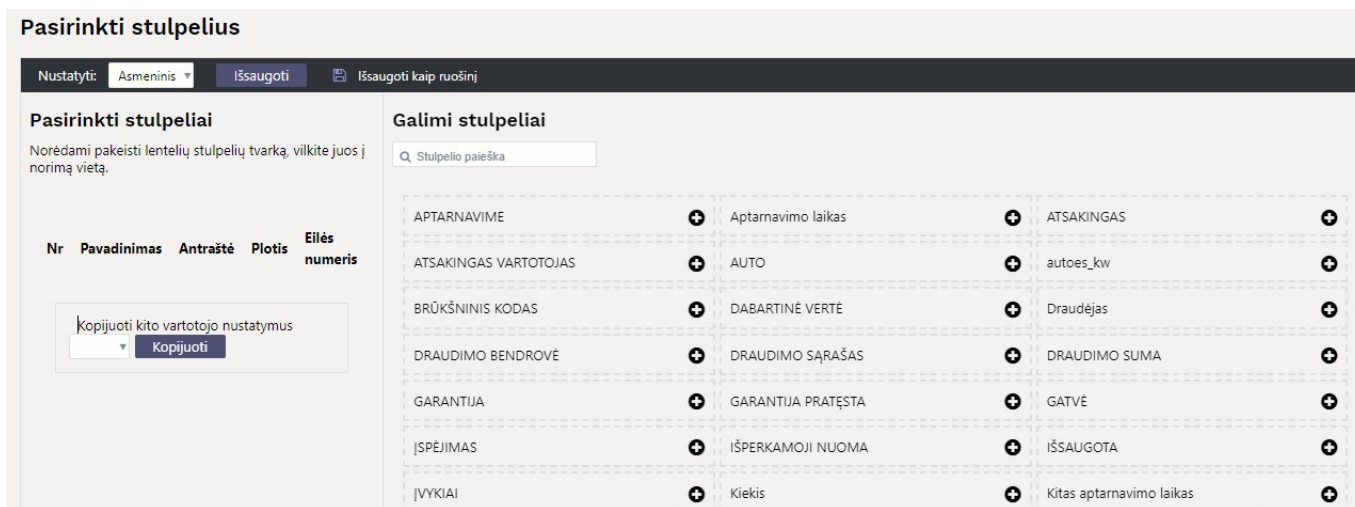 Pasirinkti stulpelius
Nustatyti: Asmeninis Išsaugoti Išsaugoti kaip ruošinį
Pasirinkti stulpeliai
Norėdami pakeisti lentelių stulpelių tvarką, vilkite juos į
norimą vietą.
Nr Pavadinimas Antraštė Plotis Eilės
numeris
Kopijuoti kito vartotojo nustatymus
Kopijuoti
Galimi stulpeliai
Stulpelio paieška
APTARNAVIME Aptarnavimo laikas ATSAKINGAS
ATSAKINGAS VARTOTOJAS AUTO autoes_kw
BRŪKŠNINIS KODAS DABARTINĖ VERTĖ Draudėjas
DRAUDIMO BENDROVĖ DRAUDIMO SĄRAŠAS DRAUDIMO SUMA
GARANTIJA GARANTIJA PRATĘSTA GATVĖ
ĮSPĖJIMAS IŠPERKAMOJI NUOMA IŠSAUGOTA
ĮVYKIAI Kiekis Kitas aptarnavimo laikas